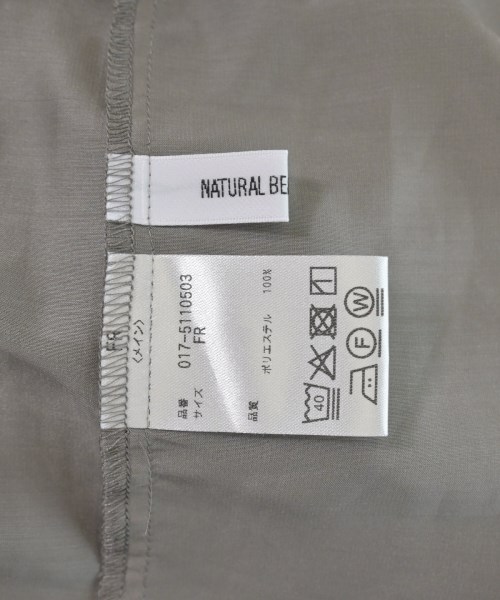 NATURAL BE
FR
〈メイン〉
品番 017-5110503
サイズ FR
品質 ポリエステル 100%
40
F W